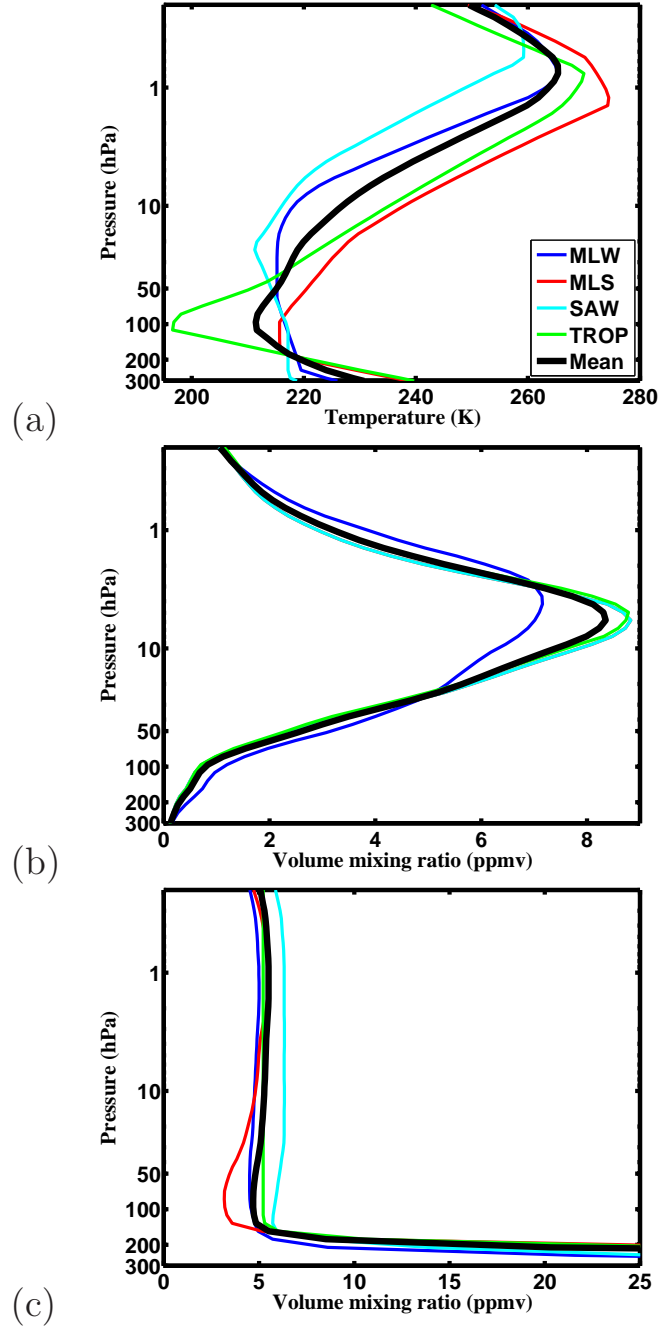 1
10
50
100
200
300
Pressure (hPa)
200
220
240
260
280
Temperature (K)
MLW
MLS
SAW
TROP
Mean
(a)
1
10
50
100
200
300
Pressure (hPa)
0
2
4
6
8
Volume mixing ratio (ppmv)
(b)
1
10
50
100
200
300
Pressure (hPa)
0
5
10
15
20
25
Volume mixing ratio (ppmv)
(c)